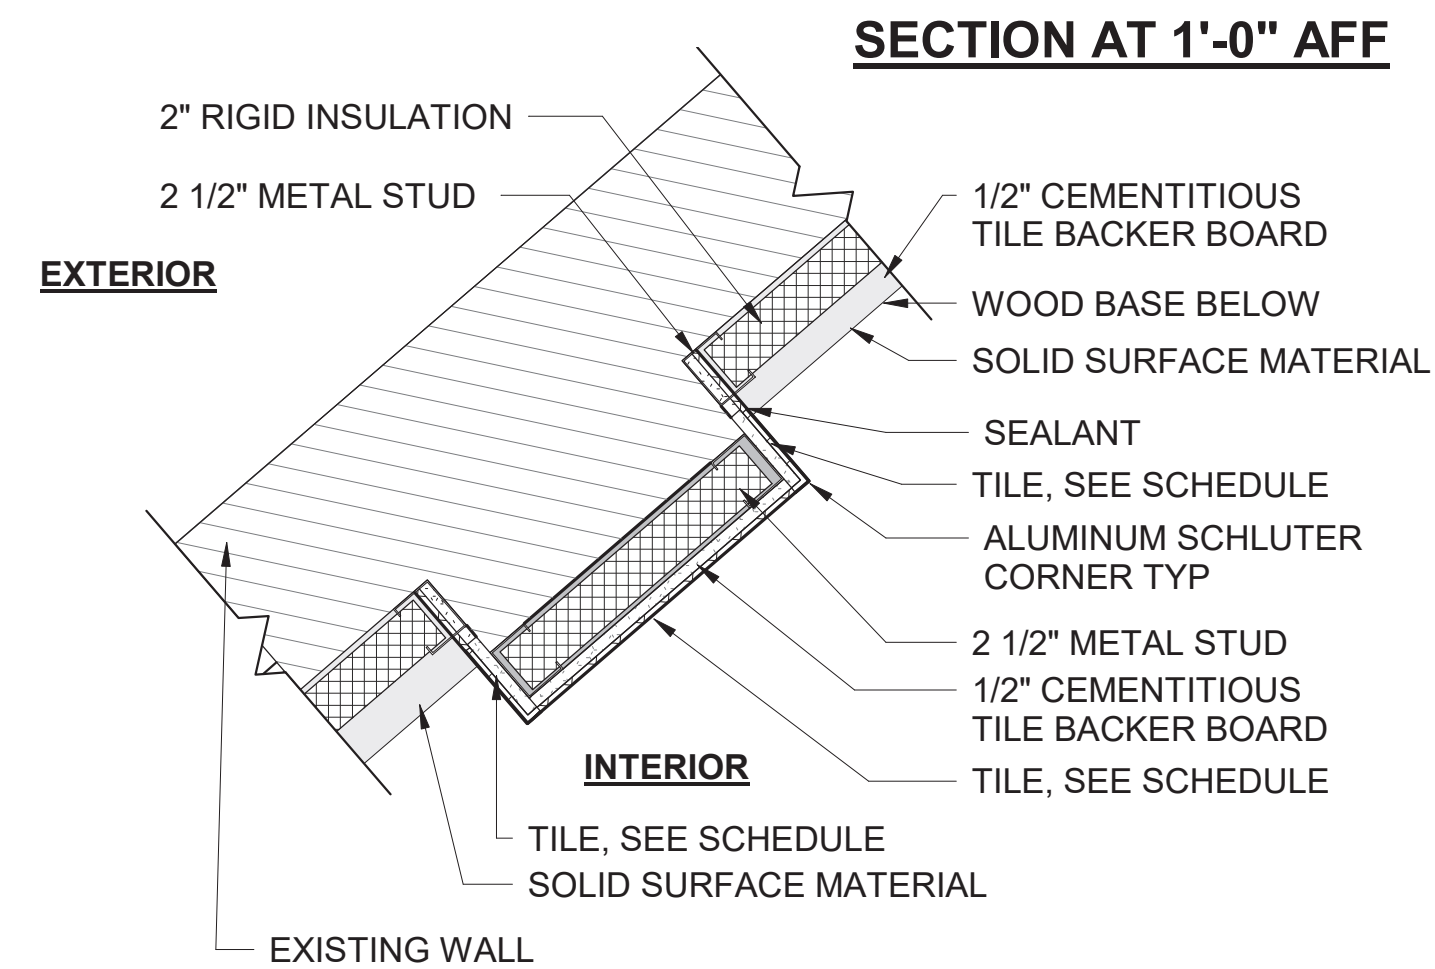 SECTION AT 1'-0" AFF
2" RIGID INSULATION
2 1/2" METAL STUD
EXTERIOR
1/2" CEMENTITIOUS
TILE BACKER BOARD
WOOD BASE BELOW
SOLID SURFACE MATERIAL
SEALANT
TILE, SEE SCHEDULE
ALUMINUM SCHLUTER
CORNER TYP
2 1/2" METAL STUD
1/2" CEMENTITIOUS
TILE BACKER BOARD
TILE, SEE SCHEDULE
INTERIOR
TILE, SEE SCHEDULE
SOLID SURFACE MATERIAL
EXISTING WALL